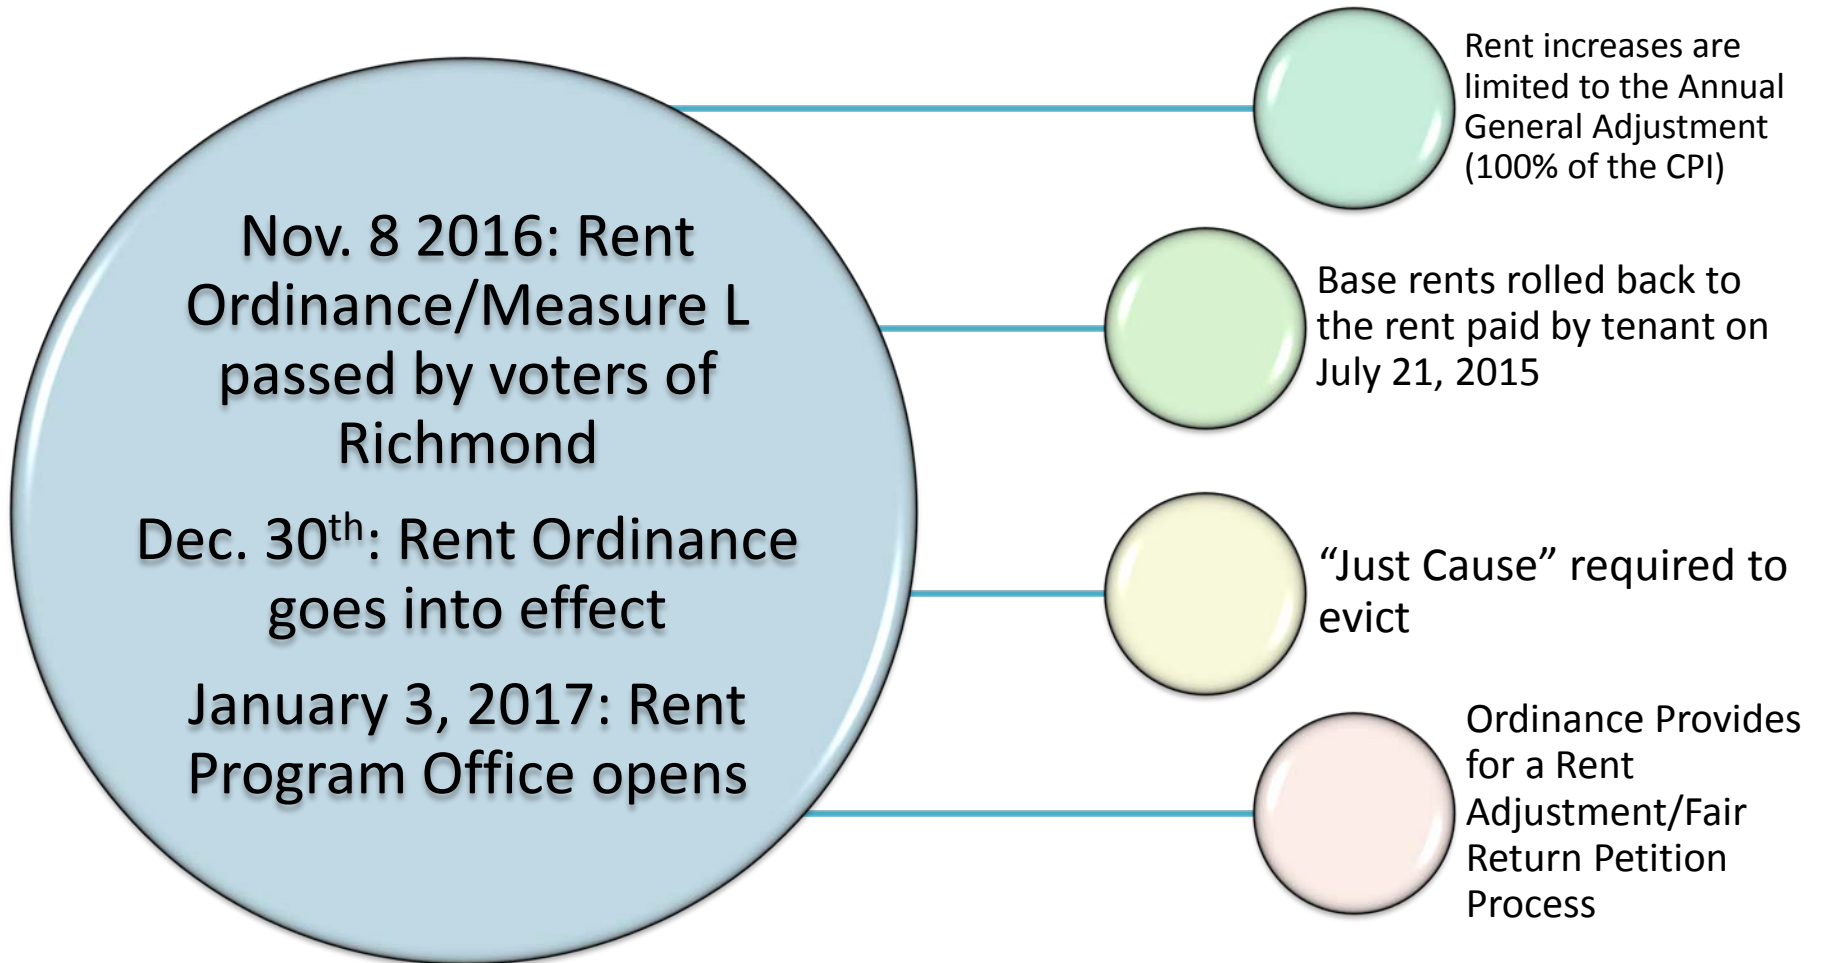 Nov. 8 2016: Rent
Ordinance/Measure L
passed by voters of
Richmond
Dec. 30th: Rent Ordinance
goes into effect
January 3, 2017: Rent
Program Office opens
Rent increases are
limited to the Annual
General Adjustment
(100% of the CPI)
Base rents rolled back to
the rent paid by tenant on
July 21, 2015
“Just Cause” required to
evict
Ordinance Provides
for a Rent
Adjustment/Fair
Return Petition
Process